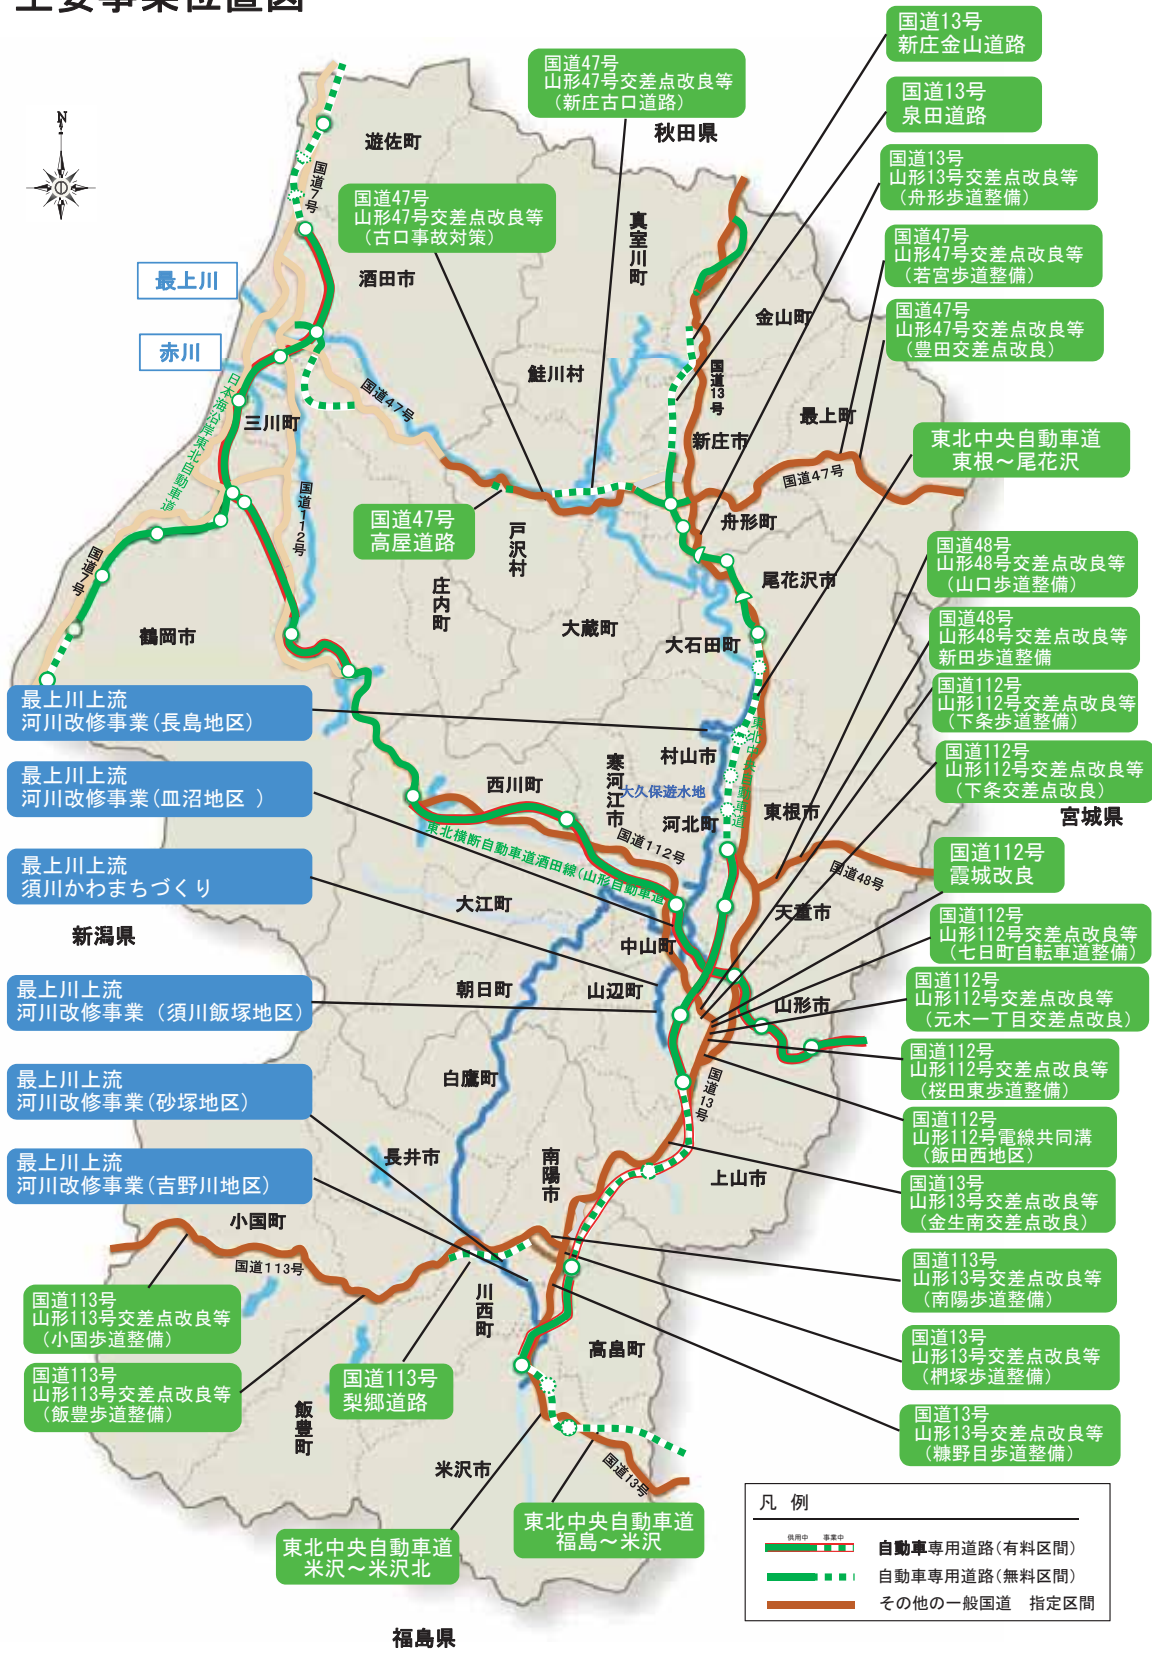 主要事業位置図
N
国道13号
新庄金山道路
国道47号
山形47号交差点改良等
(新庄古口道路)
国道13号
泉田道路
秋田県
遊佐町
国道13号
山形13号交差点改良等
(舟形歩道整備)
国道7号
国道47号
山形47号交差点改良等
(古口事故対策)
真室川町
国道47号
山形47号交差点改良等
(若宮歩道整備)
最上川
酒田市
国道47号
山形47号交差点改良等
(豊田交差点改良)
金山町
赤川
鮭川村
国道13号
国道47号
日本海沿岸東北自動車道
三川町
最上町
新庄市
東北中央自動車道
東根～尾花沢
国道47号
国道112号
国道47号
高屋道路
舟形町
戸沢村
国道7号
庄内町
尾花沢市
国道48号
山形48号交差点改良等
(山口歩道整備)
鶴岡市
大蔵町
大石田町
国道48号
山形48号交差点改良等
新田歩道整備
最上川上流
河川改修事業(長島地区)
国道112号
山形112号交差点改良等
(下条歩道整備)
東北中央自動車道
村山市
国道112号
山形112号交差点改良等
(下条交差点改良)
最上川上流
河川改修事業(皿沼地区 )
西川町
寒河江市
大久保遊水地
河北町
東根市
宮城県
東北横断自動車道酒田線(山形自動車道
国道112号
国道112号
霞城改良
最上川上流
須川かわまちづくり
国道48号
大江町
天童市
新潟県
中山町
国道112号
山形112号交差点改良等
(七日町自転車道整備)
最上川上流
河川改修事業 (須川飯塚地区)
朝日町
山辺町
山形市
国道112号
山形112号交差点改良等
(元木一丁目交差点改良)
国道112号
山形112号交差点改良等
(桜田東歩道整備)
最上川上流
河川改修事業(砂塚地区)
白鷹町
国道13号
国道112号
山形112号電線共同溝
(飯田西地区)
最上川上流
河川改修事業(吉野川地区)
長井市
南陽市
上山市
国道13号
山形13号交差点改良等
(金生南交差点改良)
小国町
国道113号
国道13号
山形13号交差点改良等
(南陽歩道整備)
国道113号
山形113号交差点改良等
(小国歩道整備)
川西町
高畠町
国道13号
山形13号交差点改良等
(椚塚歩道整備)
国道113号
山形113号交差点改良等
(飯豊歩道整備)
国道113号
梨郷道路
飯豊町
国道13号
山形13号交差点改良等
(糠野目歩道整備)
米沢市
国道13号
東北中央自動車道
福島～米沢
東北中央自動車道
米沢～米沢北
凡 例
供用中 事業中
自動車専用道路(有料区間)
自動車専用道路(無料区間)
その他の一般国道 指定区間
福島県